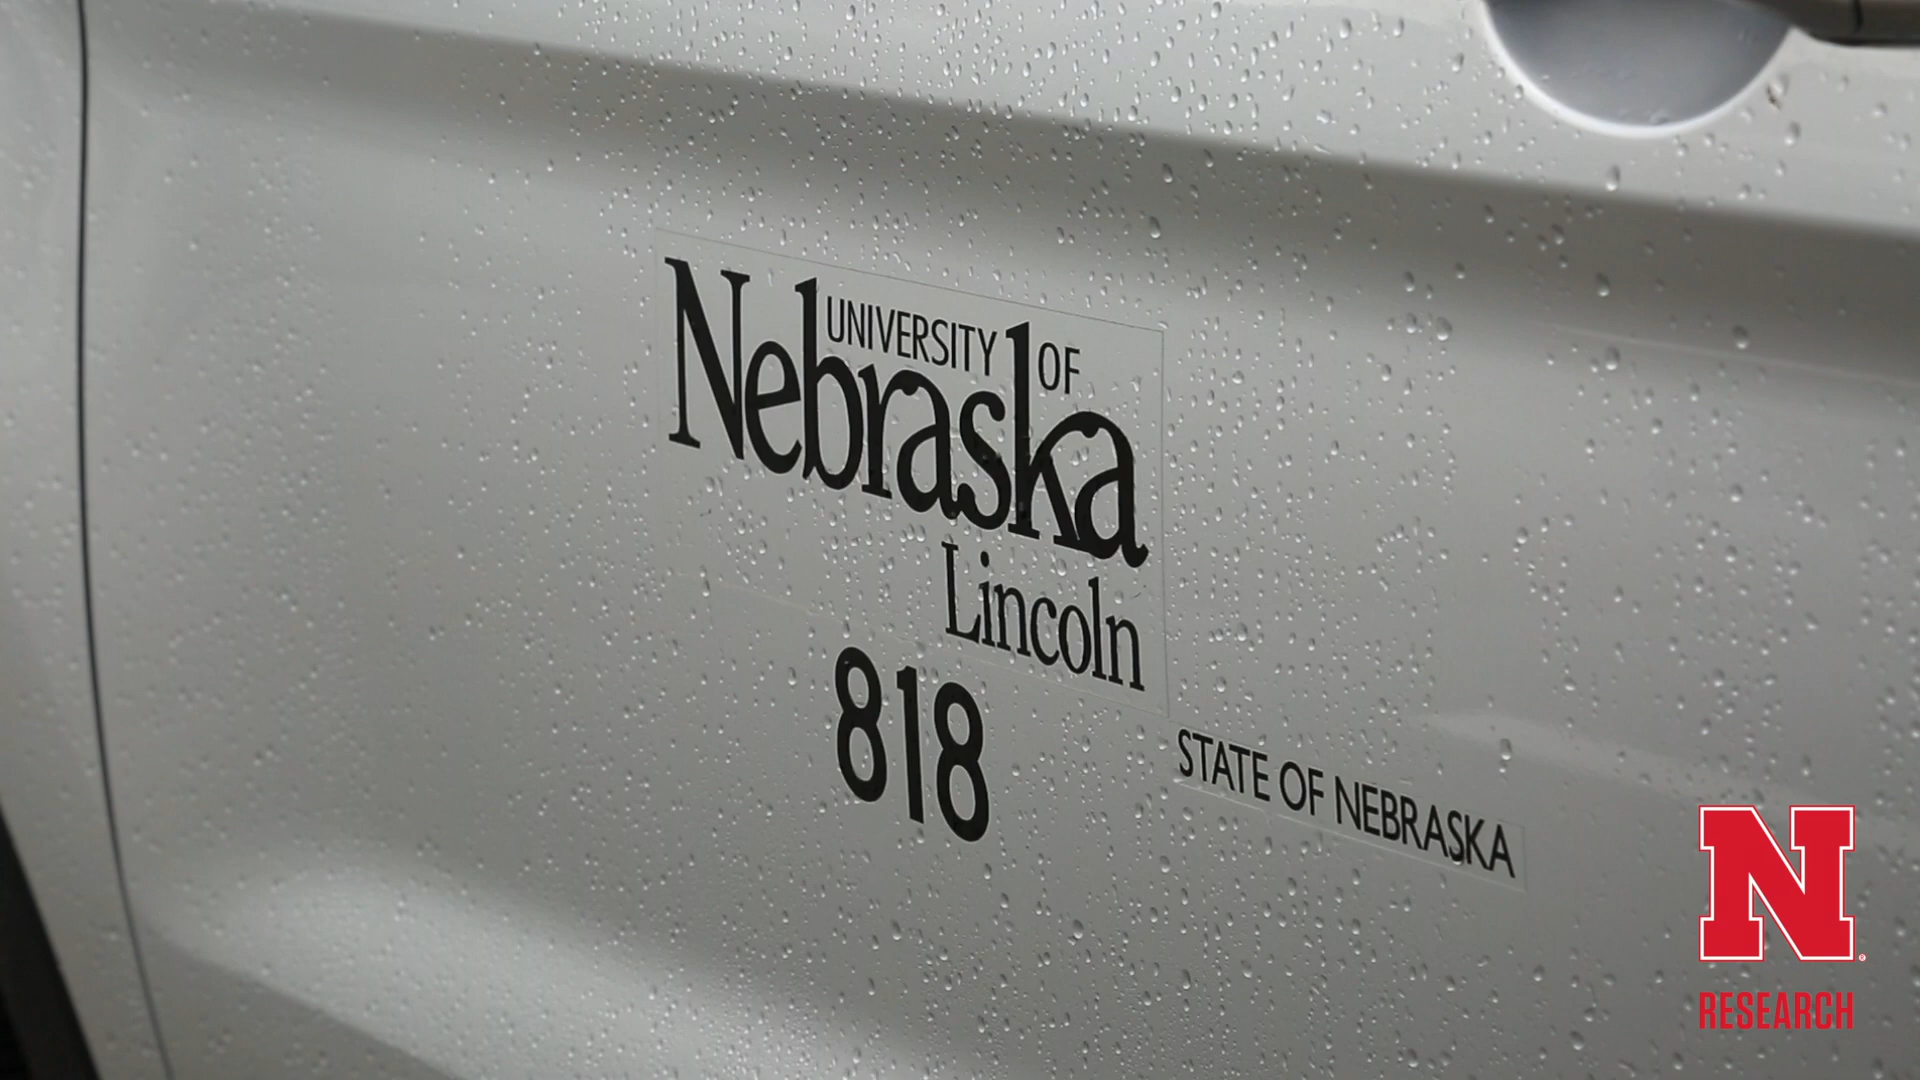 UNIVERSITY OF
Nebraska
Lincoln
818
STATE OF NEBRASKA
N
RESEARCH